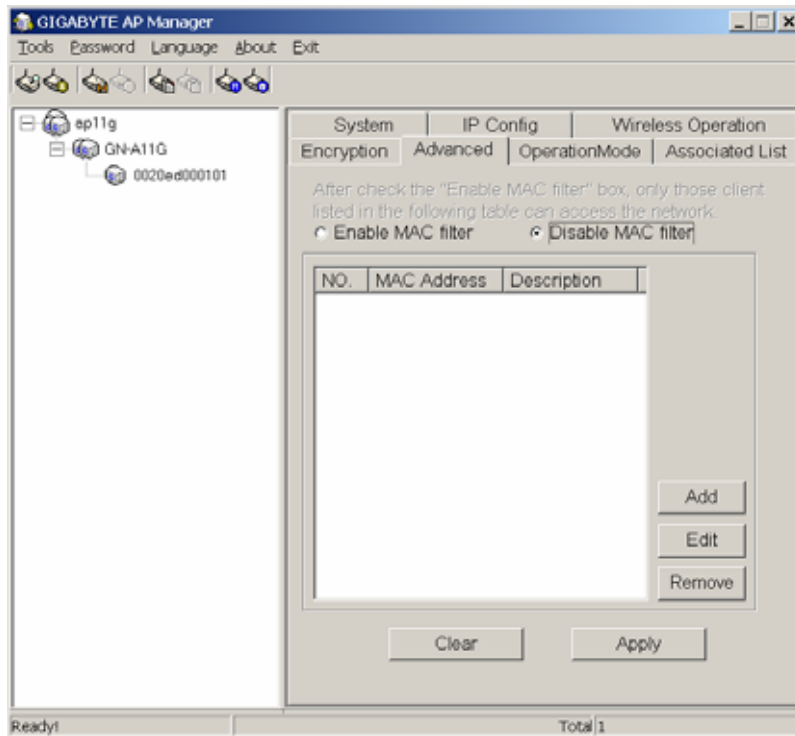 GIGABYTE AP Manager
Tools Password Language About Exit
ap11g
GN-A11G
0020ed000101
System IP Config Wireless Operation
Encryption Advanced OperationMode Associated List
After check the "Enable MAC filter" box, only those client
listed in the following table can access the network.
Enable MAC filter Disable MAC filter
NO. MAC Address Description
Add
Edit
Remove
Clear Apply
Ready! Total 1